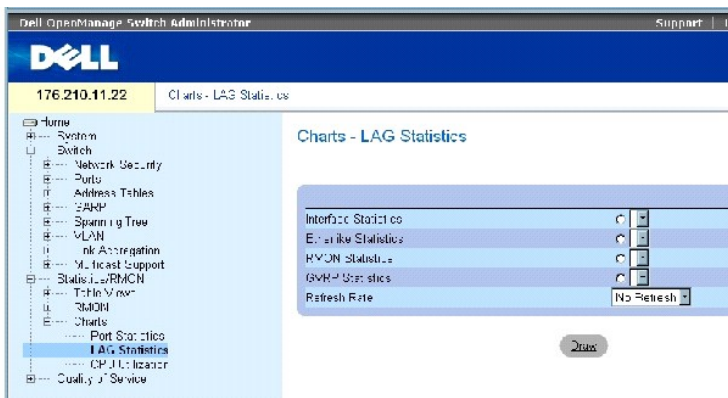 Dell OpenManage Switch Administrator
Support
DELL
176.210.11.22
Charts - LAG Statistics
Home
System
Switch
Network Security
Ports
Address Tables
GARP
Spanning Tree
VLAN
Link Aggregation
Multicast Support
Statistics/RMON
Table Views
RMON
Charts
Port Statistics
LAG Statistics
CPU Utilization
Quality of Service
Charts - LAG Statistics
Interface Statistics
Etherlike Statistics
RMON Statistics
GVRP Statistics
Refresh Rate
No Refresh
Draw